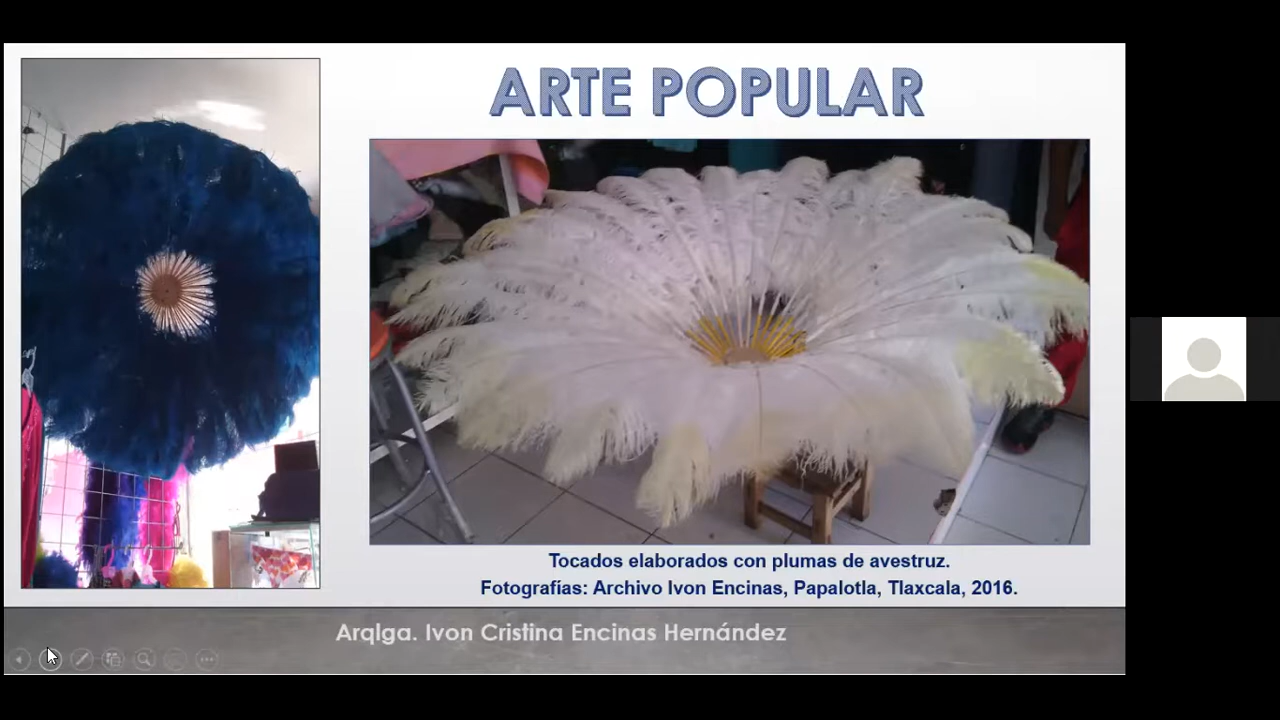 ARTE POPULAR
Tocados elaborados con plumas de avestruz.
Fotografías: Archivo Ivon Encinas, Papalotla, Tlaxcala, 2016.
Arqlga. Ivon Cristina Encinas Hernández